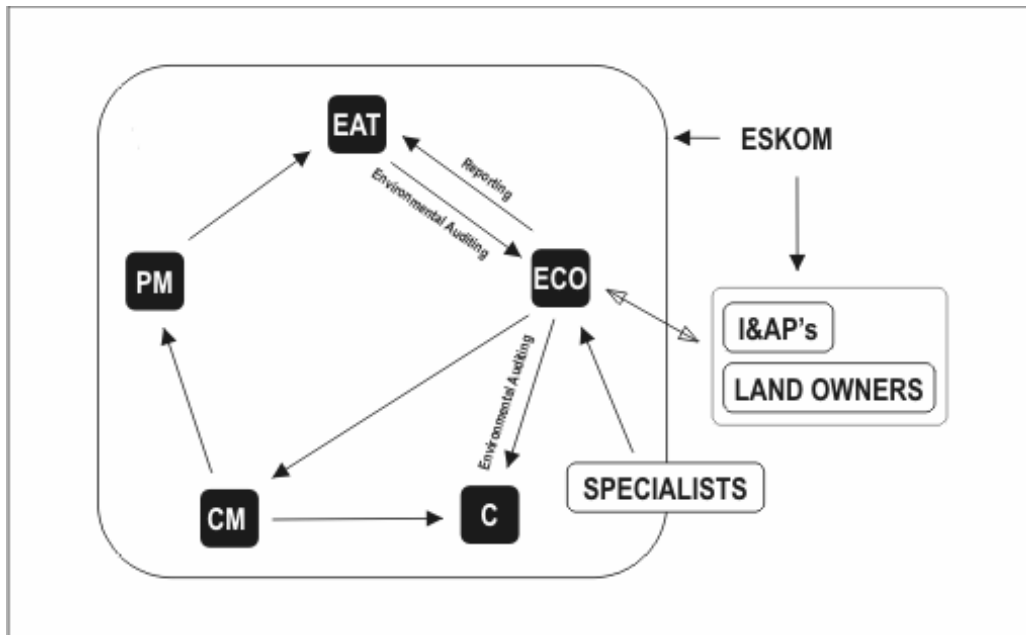 EAT
ESKOM
Reporting
Environmental Auditing
PM
ECO
I&AP's
LAND OWNERS
Environmental Auditing
SPECIALISTS
CM
C